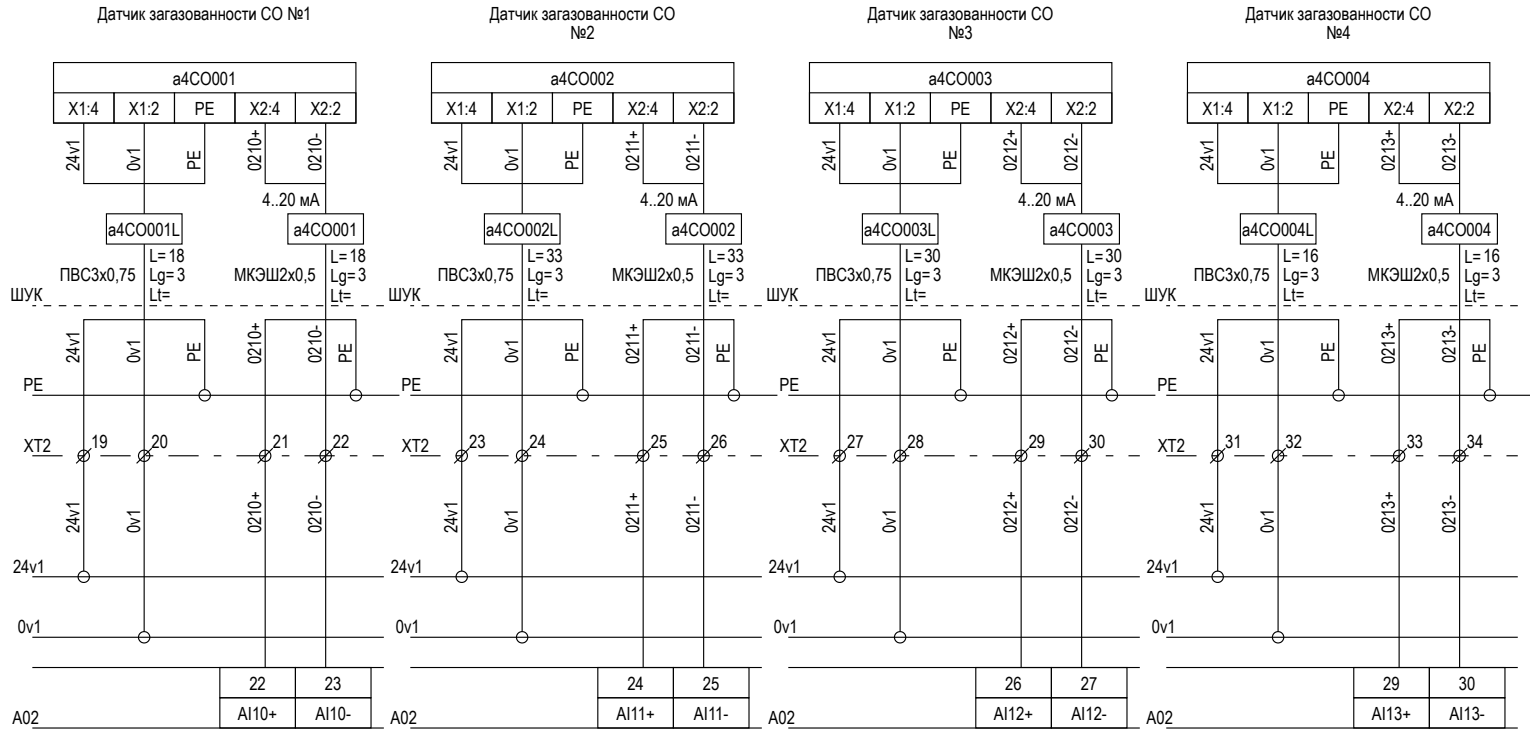 Датчик загазованности СО №1
Датчик загазованности СО
№2
Датчик загазованности СО
№3
Датчик загазованности СО
№4
a4CO001
a4CO002
a4CO003
a4CO004
X1:4 X1:2 PE X2:4 X2:2
X1:4 X1:2 PE X2:4 X2:2
X1:4 X1:2 PE X2:4 X2:2
X1:4 X1:2 PE X2:4 X2:2
24v1 0v1 PE 0210+ 0210-
24v1 0v1 PE 0211+ 0211-
24v1 0v1 PE 0212+ 0212-
24v1 0v1 PE 0213+ 0213-
4..20 мА
4..20 мА
4..20 мА
4..20 мА
a4CO001L a4CO001
a4CO002L a4CO002
a4CO003L a4CO003
a4CO004L a4CO004
ПВС3х0,75
L= 18
Lg= 3
Lt=
МКЭШ2х0,5
L= 18
Lg= 3
Lt=
ПВС3х0,75
L= 33
Lg= 3
Lt=
МКЭШ2х0,5
L= 33
Lg= 3
Lt=
ПВС3х0,75
L= 30
Lg= 3
Lt=
МКЭШ2х0,5
L= 30
Lg= 3
Lt=
ПВС3х0,75
L= 16
Lg= 3
Lt=
МКЭШ2х0,5
L= 16
Lg= 3
Lt=
ШУК
ШУК
ШУК
ШУК
24v1 0v1 PE 0210+ 0210- PE
24v1 0v1 PE 0211+ 0211- PE
24v1 0v1 PE 0212+ 0212- PE
24v1 0v1 PE 0213+ 0213- PE
PE
PE
PE
PE
XT2 19 20 21 22
XT2 23 24 25 26
XT2 27 28 29 30
XT2 31 32 33 34
24v1 0v1 0210+ 0210-
24v1 0v1 0211+ 0211-
24v1 0v1 0212+ 0212-
24v1 0v1 0213+ 0213-
24v1
24v1
24v1
24v1
0v1
0v1
0v1
0v1
22 23
24 25
26 27
29 30
A02 AI10+ AI10-
A02 AI11+ AI11-
A02 AI12+ AI12-
A02 AI13+ AI13-